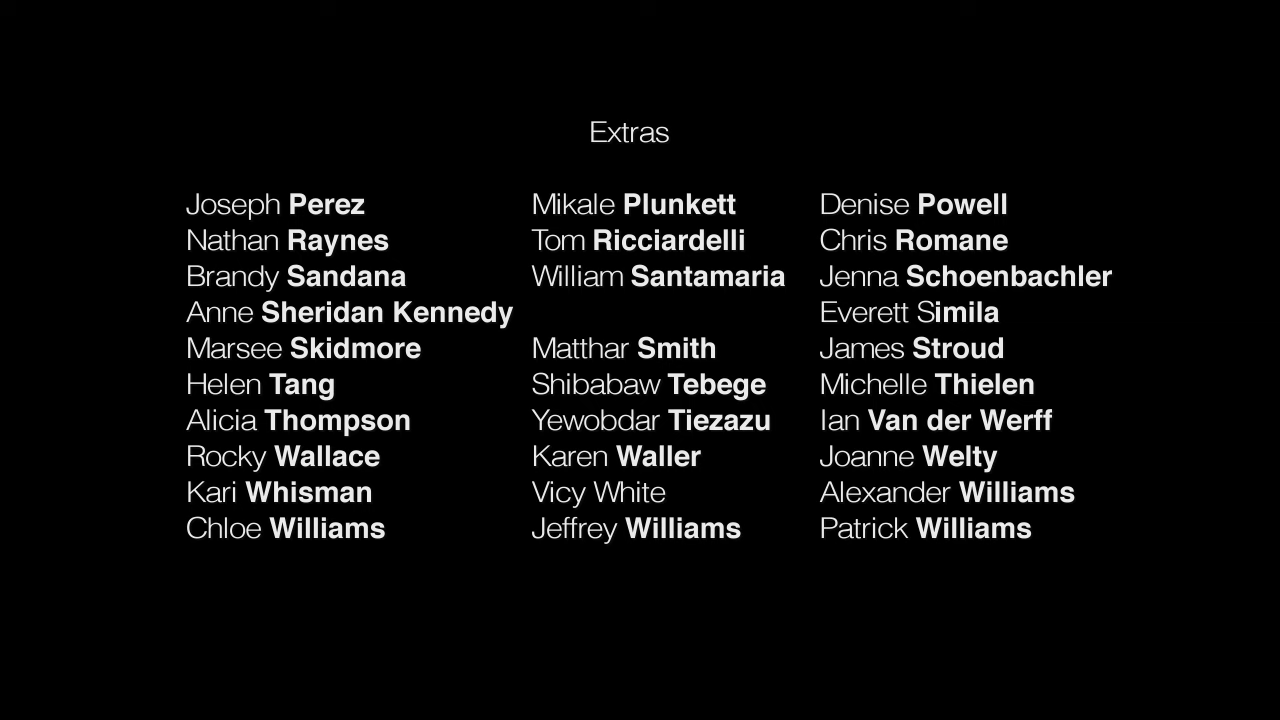 Extras
Joseph Perez Mikale Plunkett Denise Powell
Nathan Raynes Tom Ricciardelli Chris Romane
Brandy Sandana William Santamaria Jenna Schoenbachler
Anne Sheridan Kennedy Everett Simila
Marsee Skidmore Matthar Smith James Stroud
Helen Tang Shibabaw Tebege Michelle Thielen
Alicia Thompson Yewobdar Tiezazu Ian Van der Werff
Rocky Wallace Karen Waller Joanne Welty
Kari Whisman Vicy White Alexander Williams
Chloe Williams Jeffrey Williams Patrick Williams